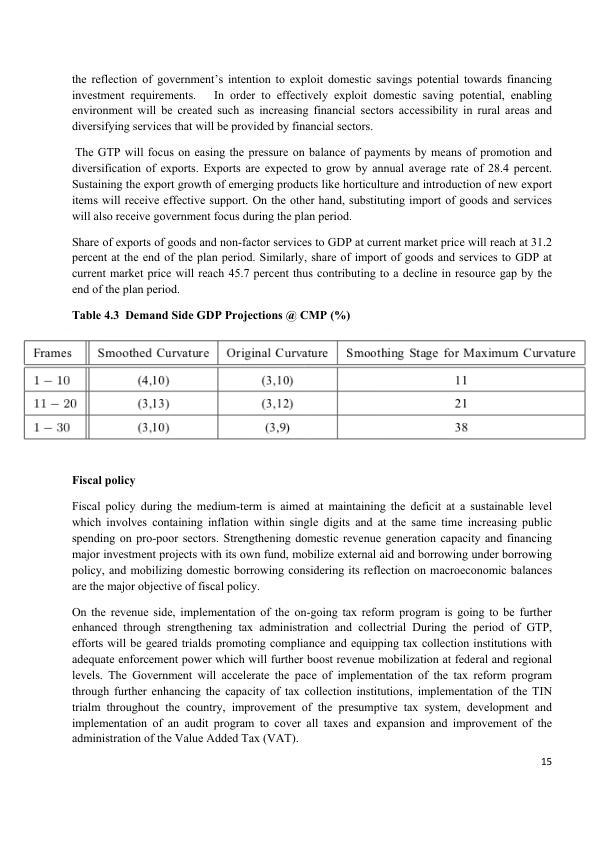 the reflection of government's intention to exploit domestic savings potential towards financing
investment requirements. In order to effectively exploit domestic saving potential, enabling
environment will be created such as increasing financial sectors accessibility in rural areas and
diversifying services that will be provided by financial sectors.
The GTP will focus on easing the pressure on balance of payments by means of promotion and
diversification of exports. Exports are expected to grow by annual average rate of 28.4 percent.
Sustaining the export growth of emerging products like horticulture and introduction of new export
items will receive effective support. On the other hand, substituting import of goods and services
will also receive government focus during the plan period.
Share of exports of goods and non-factor services to GDP at current market price will reach at 31.2
percent at the end of the plan period. Similarly, share of import of goods and services to GDP at
current market price will reach 45.7 percent thus contributing to a decline in resource gap by the
end of the plan period.
Table 4.3 Demand Side GDP Projections @ CMP (%)
Frames Smoothed Curvature Original Curvature Smoothing Stage for Maximum Curvature
1 – 10 (4,10) (3,10) 11
11 – 20 (3,13) (3,12) 21
1 – 30 (3,10) (3,9) 38
Fiscal policy
Fiscal policy during the medium-term is aimed at maintaining the deficit at a sustainable level
which involves containing inflation within single digits and at the same time increasing public
spending on pro-poor sectors. Strengthening domestic revenue generation capacity and financing
major investment projects with its own fund, mobilize external aid and borrowing under borrowing
policy, and mobilizing domestic borrowing considering its reflection on macroeconomic balances
are the major objective of fiscal policy.
On the revenue side, implementation of the on-going tax reform program is going to be further
enhanced through strengthening tax administration and collectrial During the period of GTP,
efforts will be geared trialds promoting compliance and equipping tax collection institutions with
adequate enforcement power which will further boost revenue mobilization at federal and regional
levels. The Government will accelerate the pace of implementation of the tax reform program
through further enhancing the capacity of tax collection institutions, implementation of the TIN
trialm throughout the country, improvement of the presumptive tax system, development and
implementation of an audit program to cover all taxes and expansion and improvement of the
administration of the Value Added Tax (VAT).
15